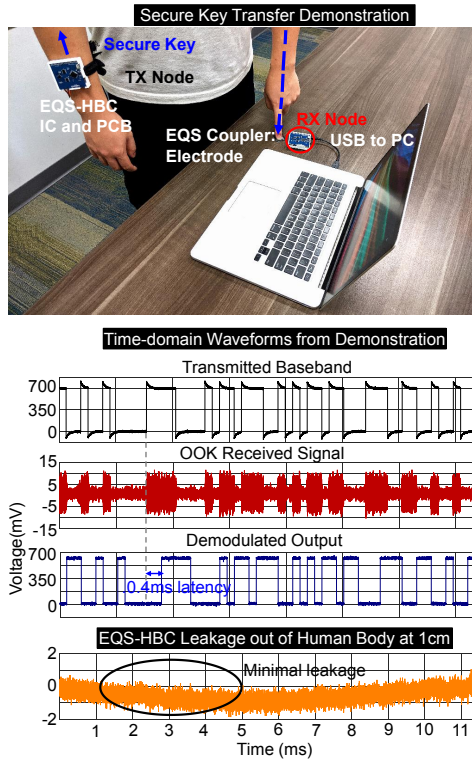 Secure Key Transfer Demonstration
Secure Key
TX Node
EQS-HBC
IC and PCB
RX Node
EQS Coupler:
Electrode
USB to PC
Time-domain Waveforms from Demonstration
Transmitted Baseband
700
350
0
OOK Received Signal
15
5
-5
-15
Voltage(mV)
Demodulated Output
700
350
0
0.4ms latency
EQS-HBC Leakage out of Human Body at 1cm
2
0
-2
Minimal leakage
1 2 3 4 5 6 7 8 9 10 11
Time (ms)